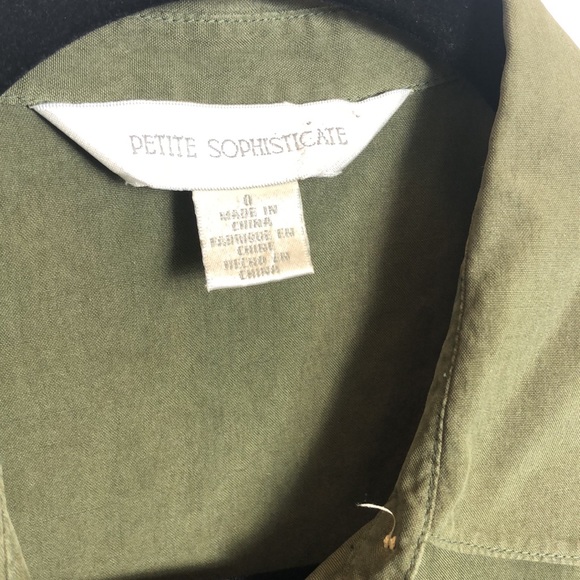 PETITE SOPHISTICATE
0
MADE IN
CHINA
FABRIQUE EN
CHINE
HECHO EN
CHINA